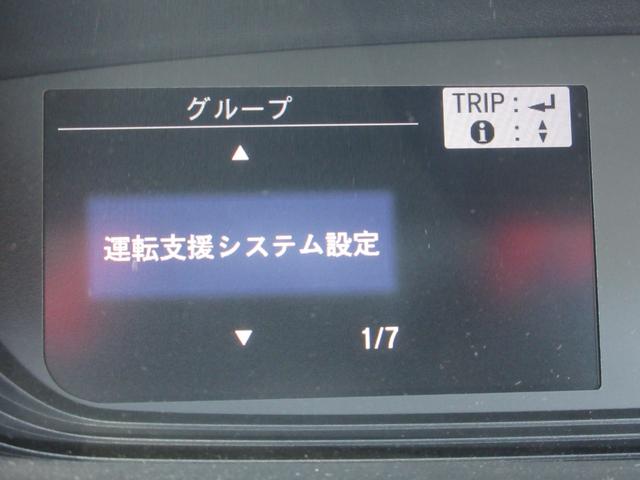 グループ
TRIP : ↵
ℹ : ▲▼
▲
運転支援システム設定
▼ 1/7